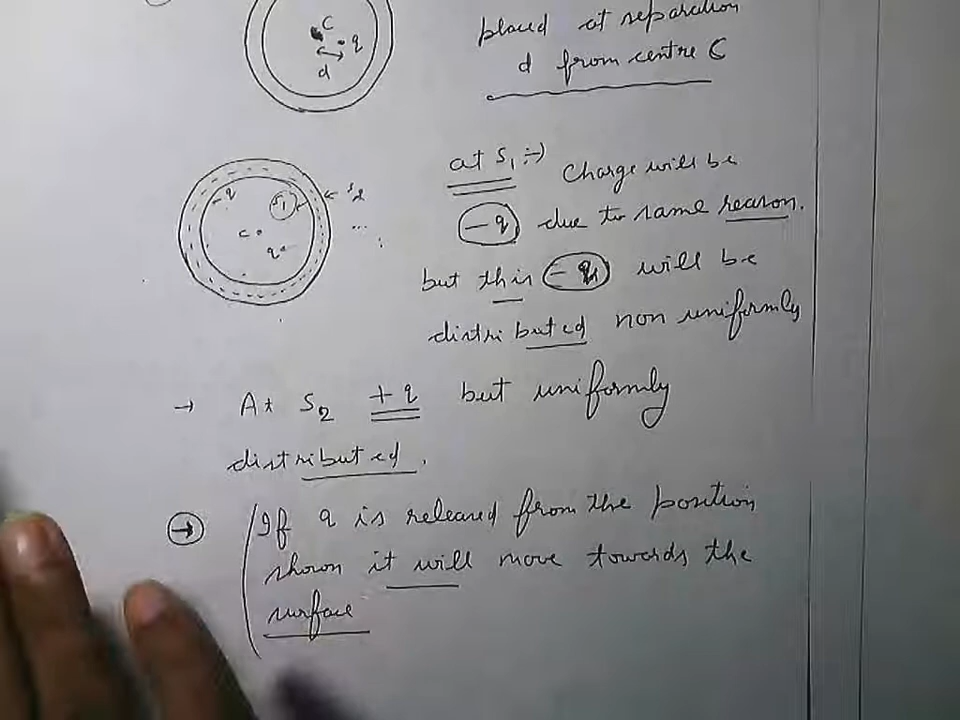 placed at separation
d from centre C
C
q
d
at S₁ :→ Charge will be
-q due to same reason.
but this -q will be
distributed non uniformly
-q
S₁
← S₂
C
q
→ At S₂ +q but uniformly
distributed.
→ If q is released from the position
shown it will move towards the
surface